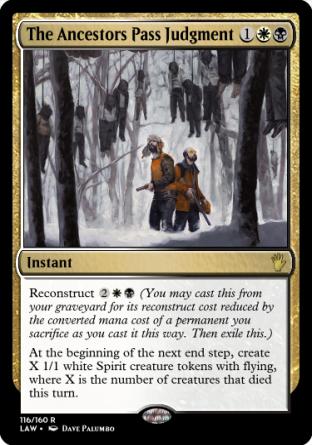 The Ancestors Pass Judgment 1
Instant
Reconstruct 2 (You may cast this from
your graveyard for its reconstruct cost reduced by
the converted mana cost of a permanent you
sacrifice as you cast it this way. Then exile this.)
At the beginning of the next end step, create
X 1/1 white Spirit creature tokens with flying,
where X is the number of creatures that died
this turn.
116/160 R
LAW • Dave Palumbo